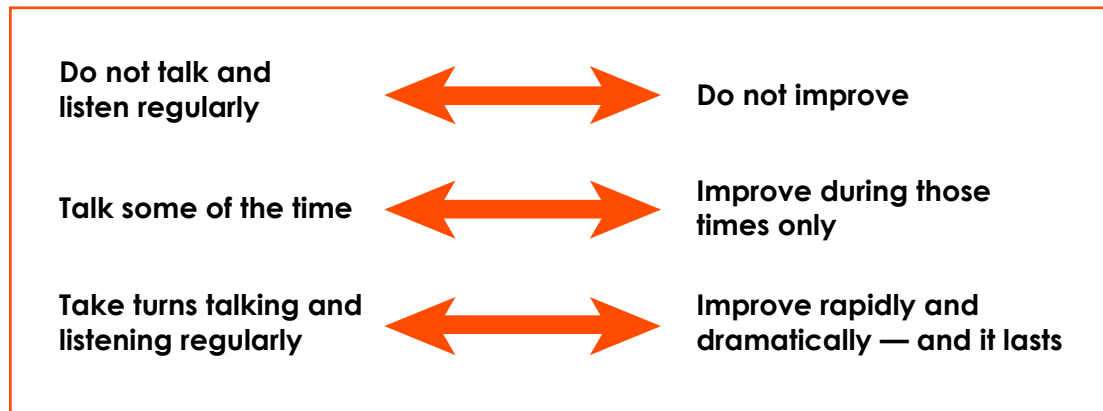 Do not talk and
listen regularly
Do not improve
Talk some of the time
Improve during those
times only
Take turns talking and
listening regularly
Improve rapidly and
dramatically — and it lasts